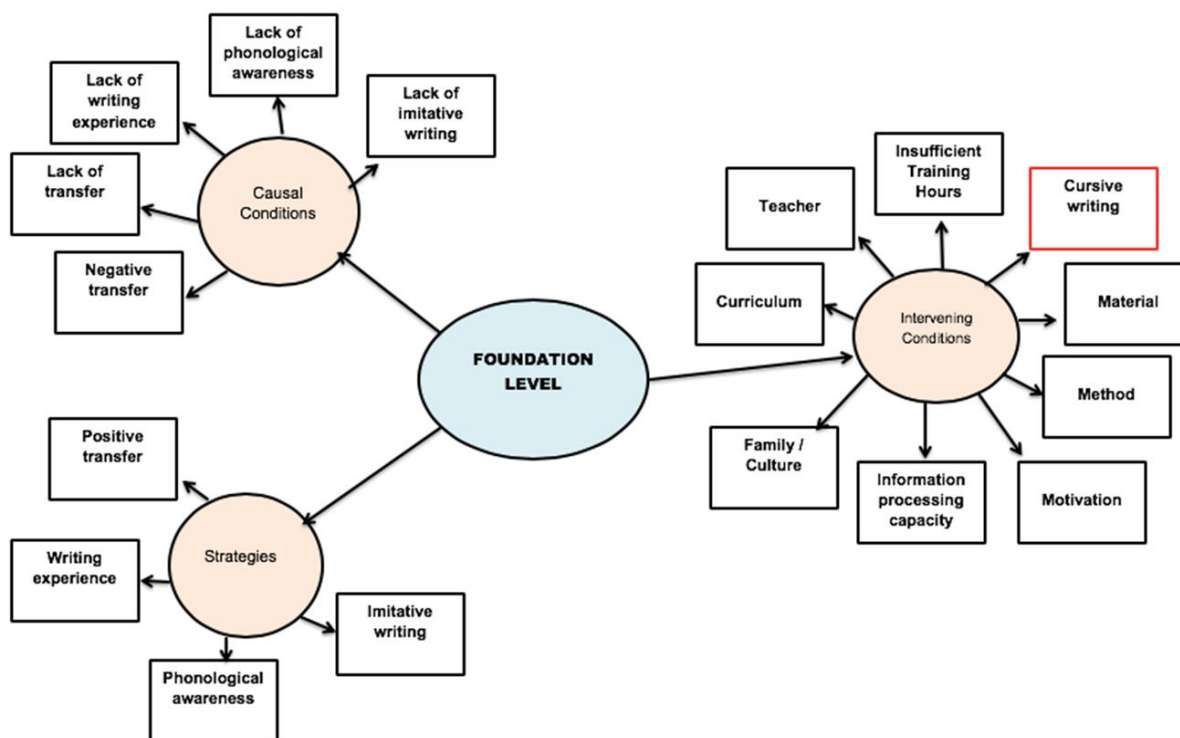 Lack of
phonological
awareness
Lack of
writing
experience
Lack of
imitative
writing
Lack of
transfer
Causal
Conditions
Negative
transfer
Insufficient
Training
Hours
Cursive
writing
Teacher
Curriculum
Intervening
Conditions
Material
Method
Family /
Culture
Information
processing
capacity
Motivation
FOUNDATION
LEVEL
Positive
transfer
Writing
experience
Strategies
Imitative
writing
Phonological
awareness